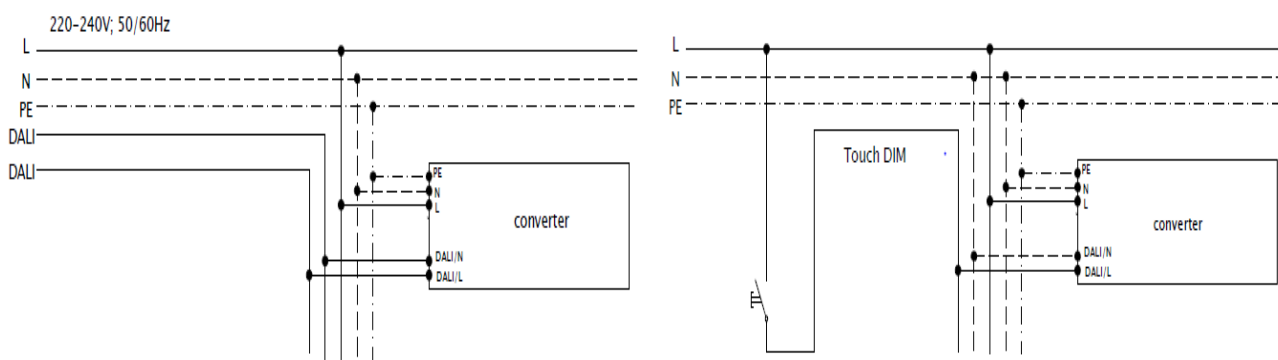 220–240V; 50/60Hz
L
N
PE
DALI
DALI
PE
N
L
converter
DALI/N
DALI/L
L
N
PE
Touch DIM
PE
N
L
converter
DALI/N
DALI/L